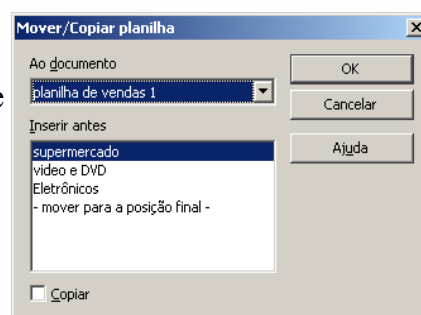 Mover/Copiar planilha
Ao documento
planilha de vendas 1
Inserir antes
supermercado
video e DVD
Eletrônicos
- mover para a posição final -
Copiar
OK
Cancelar
Ajuda
e